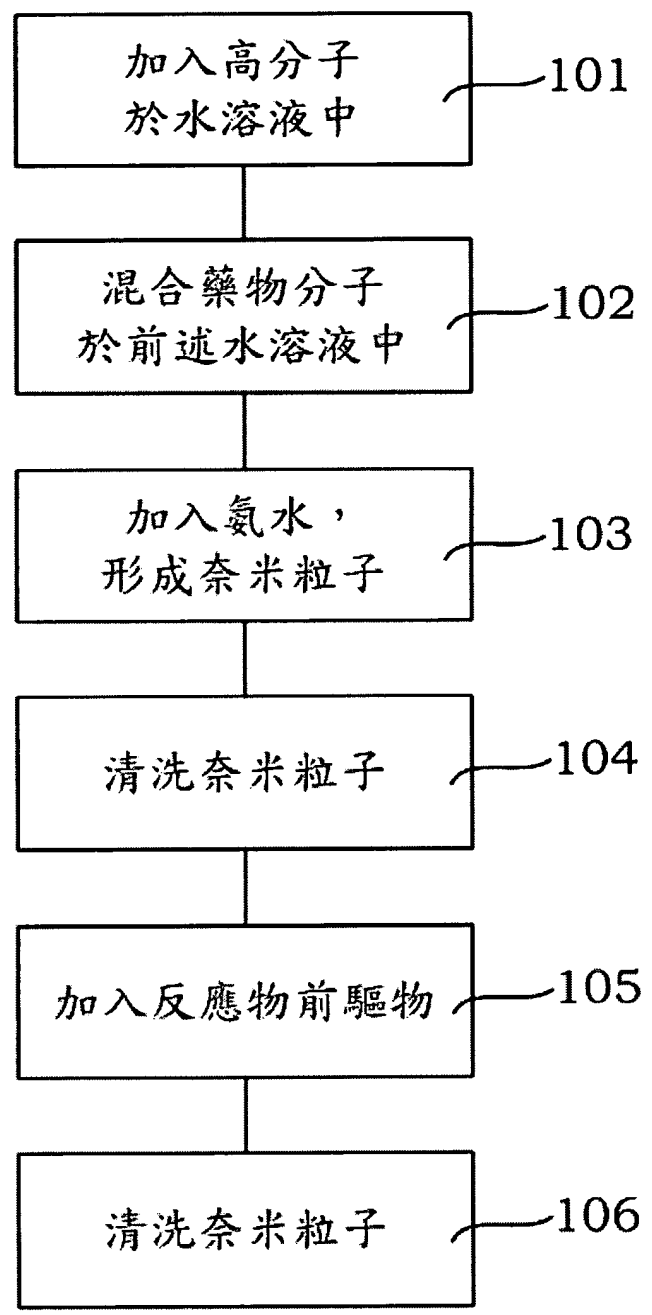 加入高分子
於水溶液中
101
混合藥物分子
於前述水溶液中
102
加入氨水，
形成奈米粒子
103
清洗奈米粒子
104
加入反應物前驅物
105
清洗奈米粒子
106